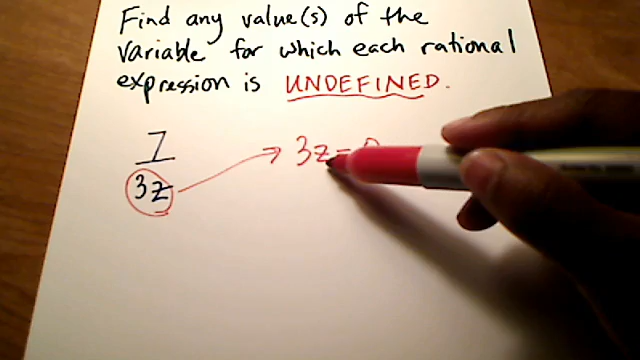 Find any value(s) of the
variable for which each rational
expression is UNDEFINED.
7
3z
3z =